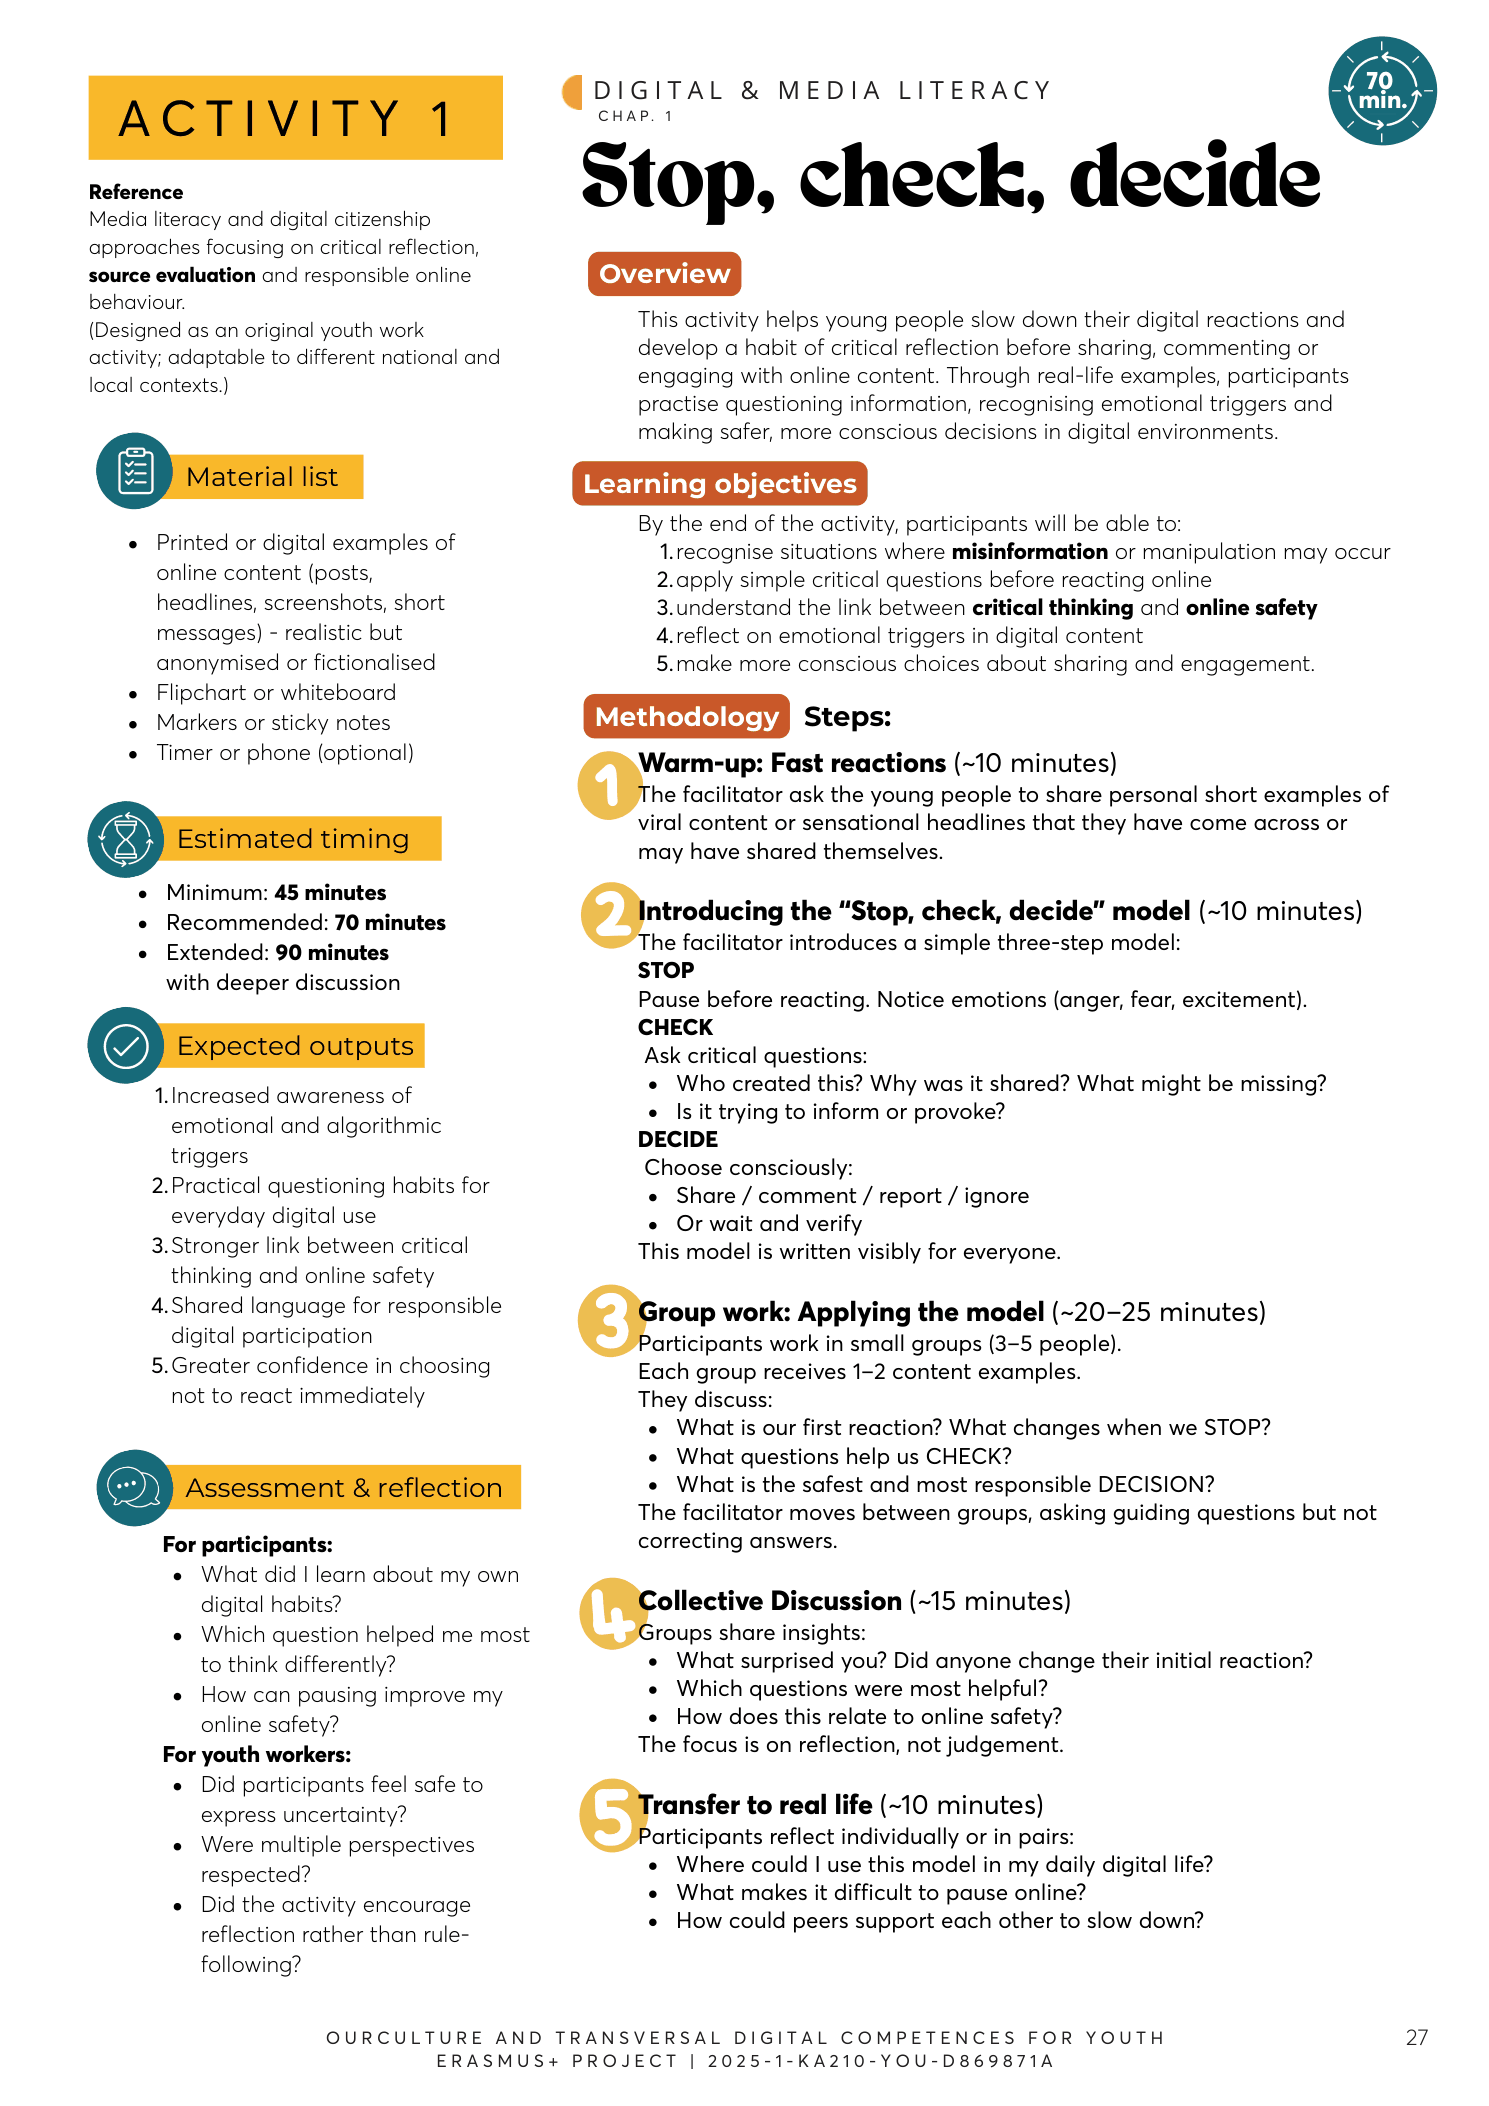 ACTIVITY 1
Reference
Media literacy and digital citizenship
approaches focusing on critical reflection,
source evaluation and responsible online
behaviour.
(Designed as an original youth work
activity; adaptable to different national and
local contexts.)
Material list
• Printed or digital examples of
online content (posts,
headlines, screenshots, short
messages) - realistic but
anonymised or fictionalised
• Flipchart or whiteboard
• Markers or sticky notes
• Timer or phone (optional)
Estimated timing
• Minimum: 45 minutes
• Recommended: 70 minutes
• Extended: 90 minutes
with deeper discussion
Expected outputs
1. Increased awareness of
emotional and algorithmic
triggers
2. Practical questioning habits for
everyday digital use
3. Stronger link between critical
thinking and online safety
4. Shared language for responsible
digital participation
5. Greater confidence in choosing
not to react immediately
Assessment & reflection
For participants:
• What did I learn about my own
digital habits?
• Which question helped me most
to think differently?
• How can pausing improve my
online safety?
For youth workers:
• Did participants feel safe to
express uncertainty?
• Were multiple perspectives
respected?
• Did the activity encourage
reflection rather than rule-
following?
DIGITAL & MEDIA LITERACY
CHAP. 1
70
min.
Stop, check, decide
Overview
This activity helps young people slow down their digital reactions and
develop a habit of critical reflection before sharing, commenting or
engaging with online content. Through real-life examples, participants
practise questioning information, recognising emotional triggers and
making safer, more conscious decisions in digital environments.
Learning objectives
By the end of the activity, participants will be able to:
1. recognise situations where misinformation or manipulation may occur
2. apply simple critical questions before reacting online
3. understand the link between critical thinking and online safety
4. reflect on emotional triggers in digital content
5. make more conscious choices about sharing and engagement.
Methodology Steps:
1 Warm-up: Fast reactions (~10 minutes)
The facilitator ask the young people to share personal short examples of
viral content or sensational headlines that they have come across or
may have shared themselves.
2 Introducing the “Stop, check, decide” model (~10 minutes)
The facilitator introduces a simple three-step model:
STOP
Pause before reacting. Notice emotions (anger, fear, excitement).
CHECK
Ask critical questions:
• Who created this? Why was it shared? What might be missing?
• Is it trying to inform or provoke?
DECIDE
Choose consciously:
• Share / comment / report / ignore
• Or wait and verify
This model is written visibly for everyone.
3 Group work: Applying the model (~20–25 minutes)
Participants work in small groups (3–5 people).
Each group receives 1–2 content examples.
They discuss:
• What is our first reaction? What changes when we STOP?
• What questions help us CHECK?
• What is the safest and most responsible DECISION?
The facilitator moves between groups, asking guiding questions but not
correcting answers.
4 Collective Discussion (~15 minutes)
Groups share insights:
• What surprised you? Did anyone change their initial reaction?
• Which questions were most helpful?
• How does this relate to online safety?
The focus is on reflection, not judgement.
5 Transfer to real life (~10 minutes)
Participants reflect individually or in pairs:
• Where could I use this model in my daily digital life?
• What makes it difficult to pause online?
• How could peers support each other to slow down?
OURCULTURE AND TRANSVERSAL DIGITAL COMPETENCES FOR YOUTH
ERASMUS+ PROJECT | 2025-1-KA210-YOU-D869871A
27